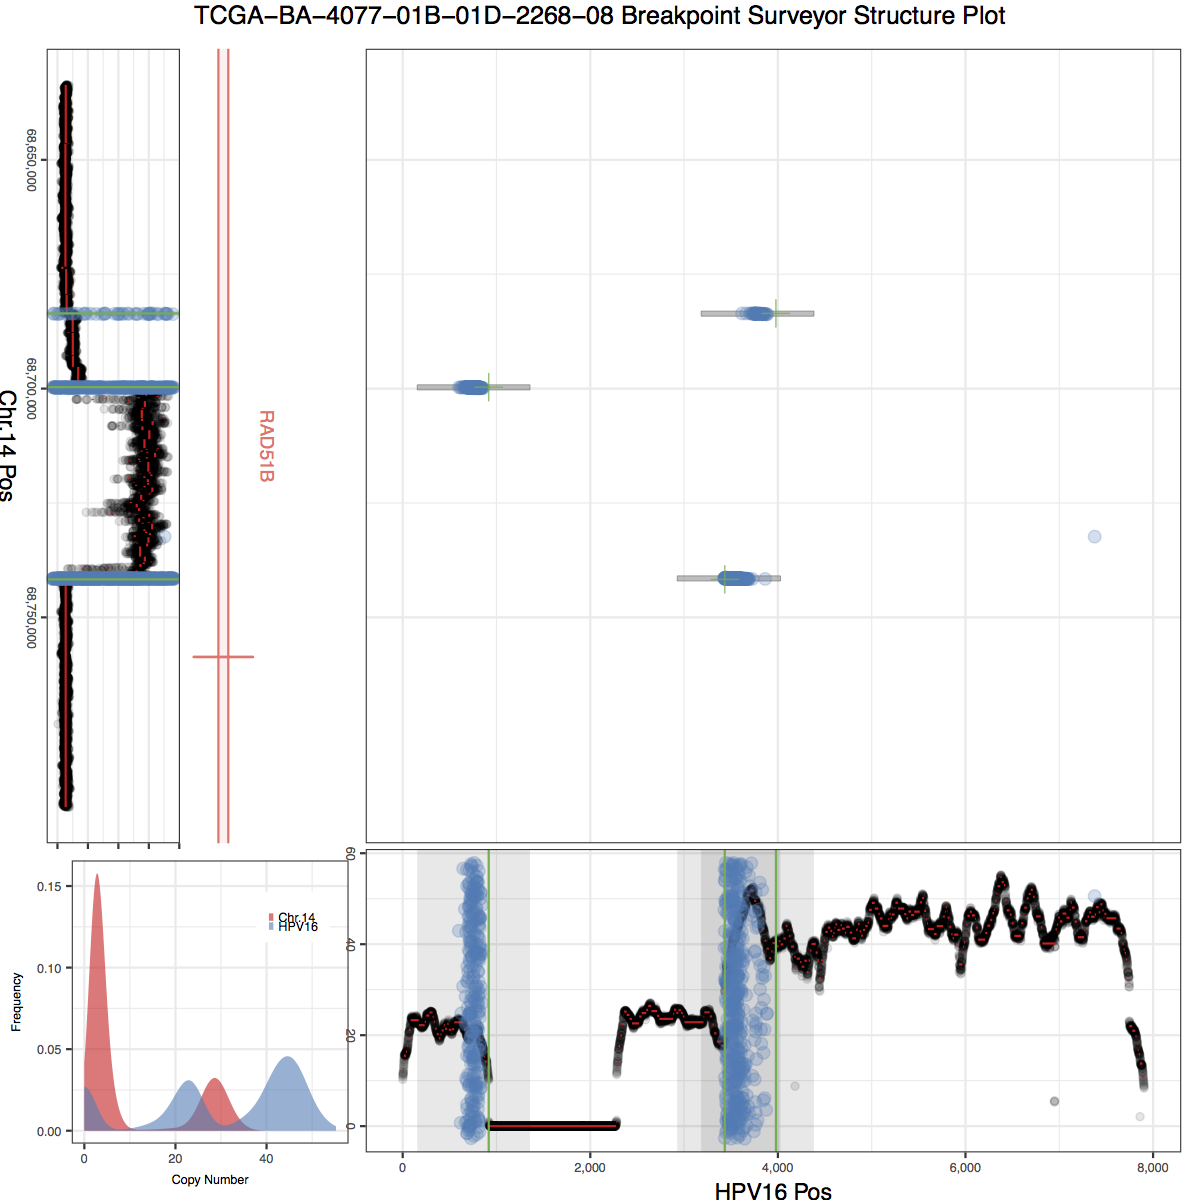 TCGA−BA−4077−01B−01D−2268−08 Breakpoint Surveyor Structure Plot
68,650,000
68,700,000
68,750,000
Chr.14 Pos
RAD51B
0.15
0.10
0.05
0.00
Frequency
Chr.14
HPV16
0
20
40
Copy Number
60
40
20
0
0
2,000
4,000
6,000
8,000
HPV16 Pos